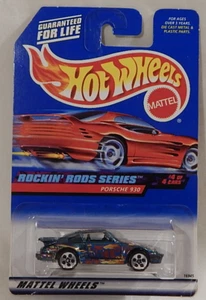 GUARANTEED
FOR LIFE
FOR AGES
OVER 3 YEARS
DIE CAST METAL &
PLASTIC PARTS.
Hot Wheels
MATTEL
ROCKIN' RODS SERIES
#4 OF
4 CARS
PORSCHE 930
MATTEL WHEELS